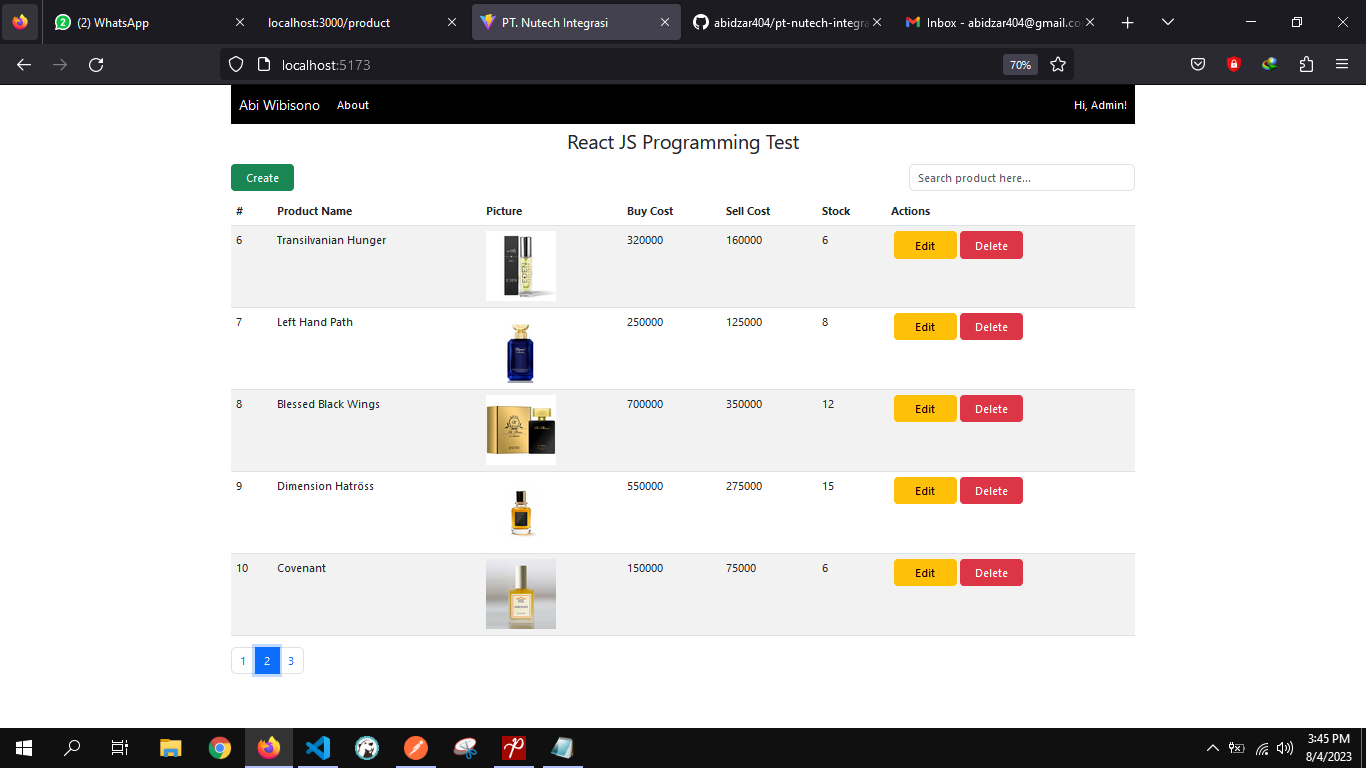 (2) WhatsApp
localhost:3000/product
PT. Nutech Integrasi
abidzar404/pt-nutech-integra
Inbox - abidzar404@gmail.co
localhost:5173
70%
Abi Wibisono About Hi, Admin!
React JS Programming Test
Create
Search product here...
# Product Name Picture Buy Cost Sell Cost Stock Actions
6 Transilvanian Hunger 320000 160000 6 Edit Delete
EDEN
7 Left Hand Path 250000 125000 8 Edit Delete
8 Blessed Black Wings 700000 350000 12 Edit Delete
9 Dimension Hatröss 550000 275000 15 Edit Delete
10 Covenant 150000 75000 6 Edit Delete
1 2 3
3:45 PM
8/4/2023